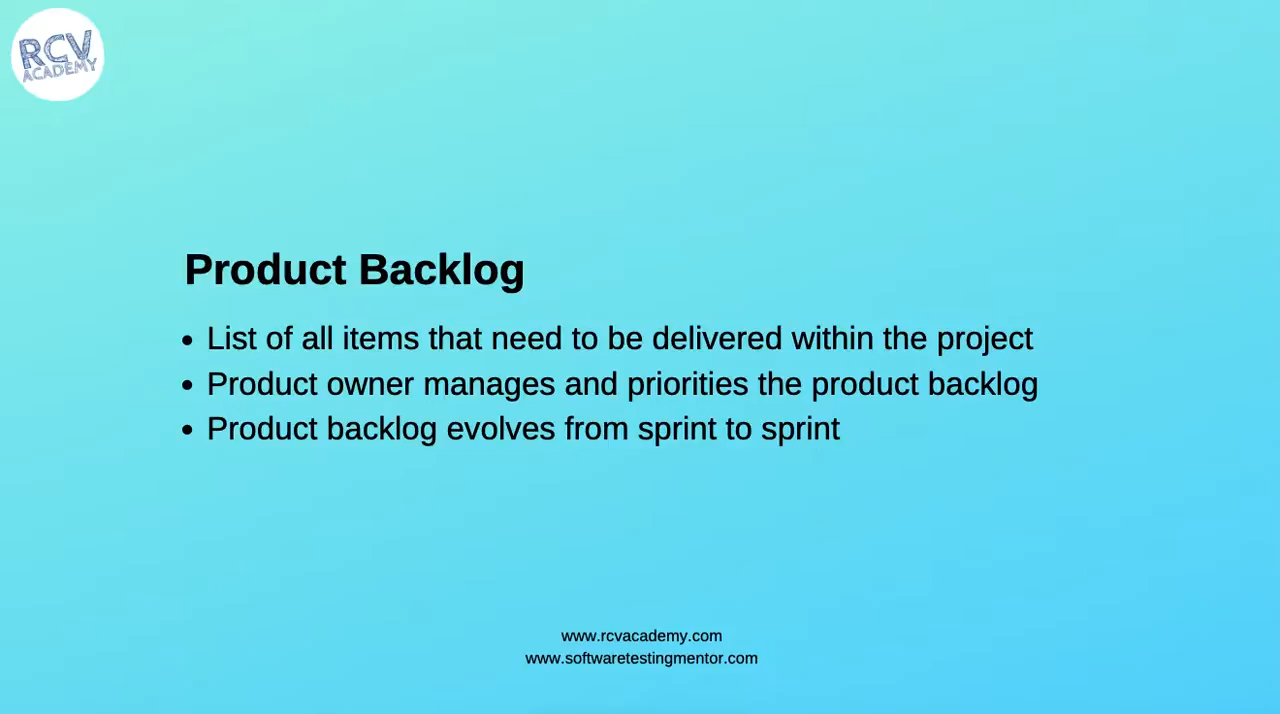 RCV
ACADEMY
Product Backlog
• List of all items that need to be delivered within the project
• Product owner manages and priorities the product backlog
• Product backlog evolves from sprint to sprint
www.rcvacademy.com
www.softwaretestingmentor.com